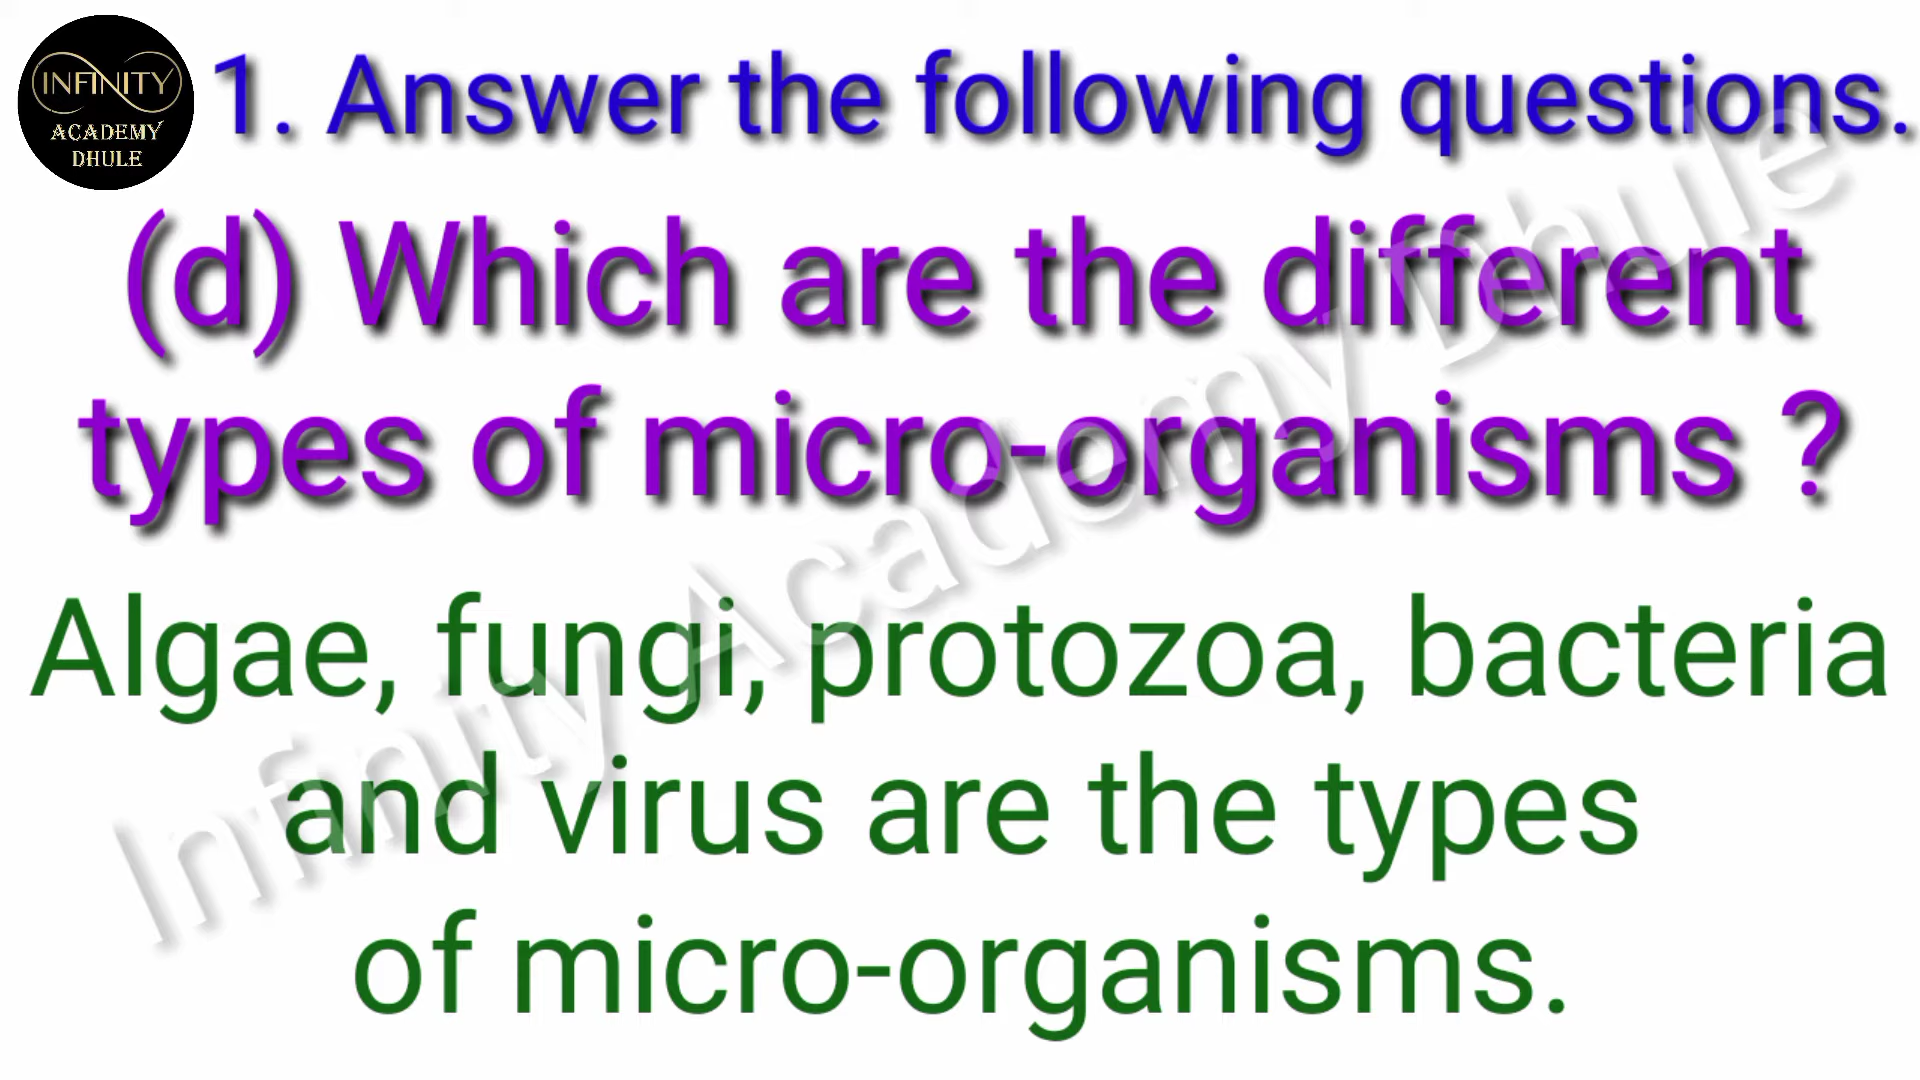 INFINITY
ACADEMY
DHULE
1. Answer the following questions.
(d) Which are the different
types of micro-organisms ?
Algae, fungi, protozoa, bacteria
and virus are the types
of micro-organisms.
Infinity Academy Dhule